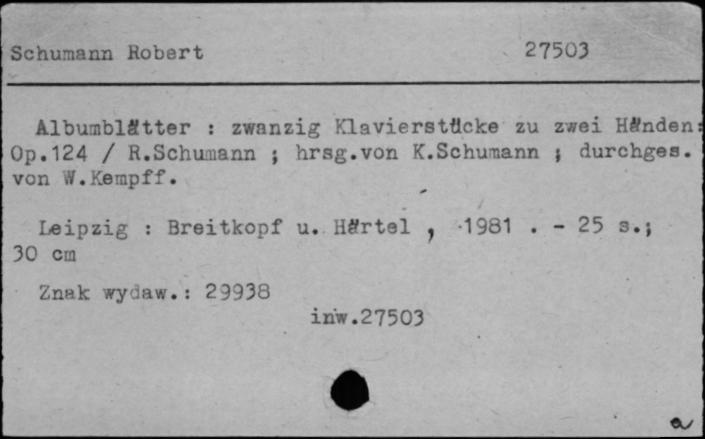 Schumann Robert 27503
Albumblätter : zwanzig Klavierstücke zu zwei Händen:
Op.124 / R.Schumann ; hrsg.von K.Schumann ; durchges.
von W.Kempff.
Leipzig : Breitkopf u. Härtel , 1981 . - 25 s.;
30 cm
Znak wydaw.: 29938
inw.27503
a